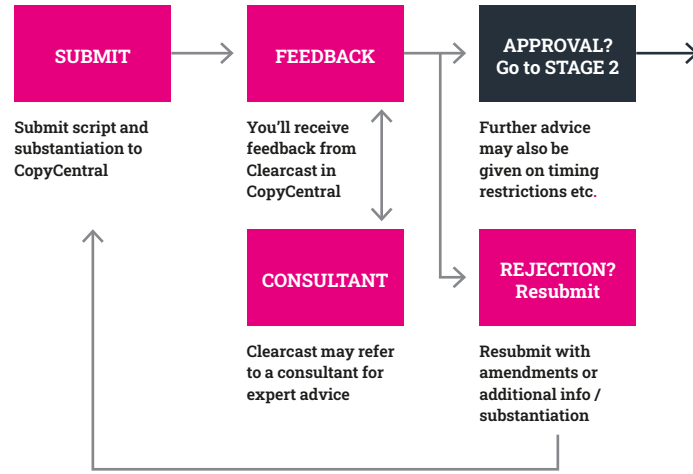 SUBMIT
Submit script and
substantiation to
CopyCentral
FEEDBACK
You’ll receive
feedback from
Clearcast in
CopyCentral
APPROVAL?
Go to STAGE 2
Further advice
may also be
given on timing
restrictions etc.
CONSULTANT
Clearcast may refer
to a consultant for
expert advice
REJECTION?
Resubmit
Resubmit with
amendments or
additional info /
substantiation